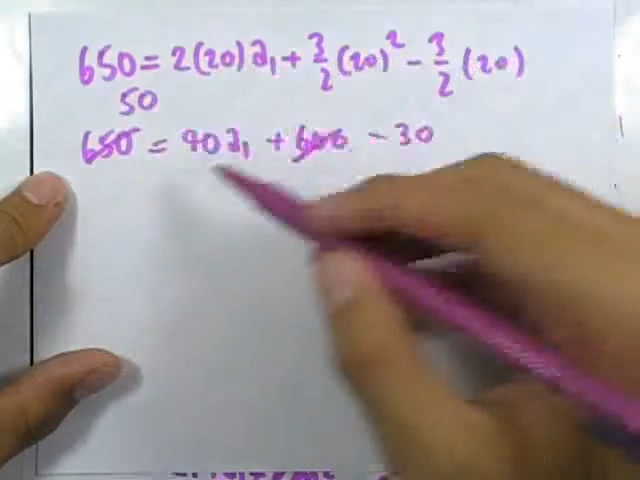 650 = 2(20)a₁ + 3/2 (20)² - 3/2 (20)
50
650 = 40a₁ + 600 - 30